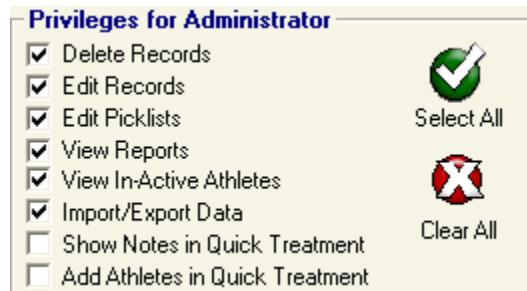 Privileges for Administrator
Delete Records
Edit Records
Edit Picklists
View Reports
View In-Active Athletes
Import/Export Data
Show Notes in Quick Treatment
Add Athletes in Quick Treatment
Select All
Clear All